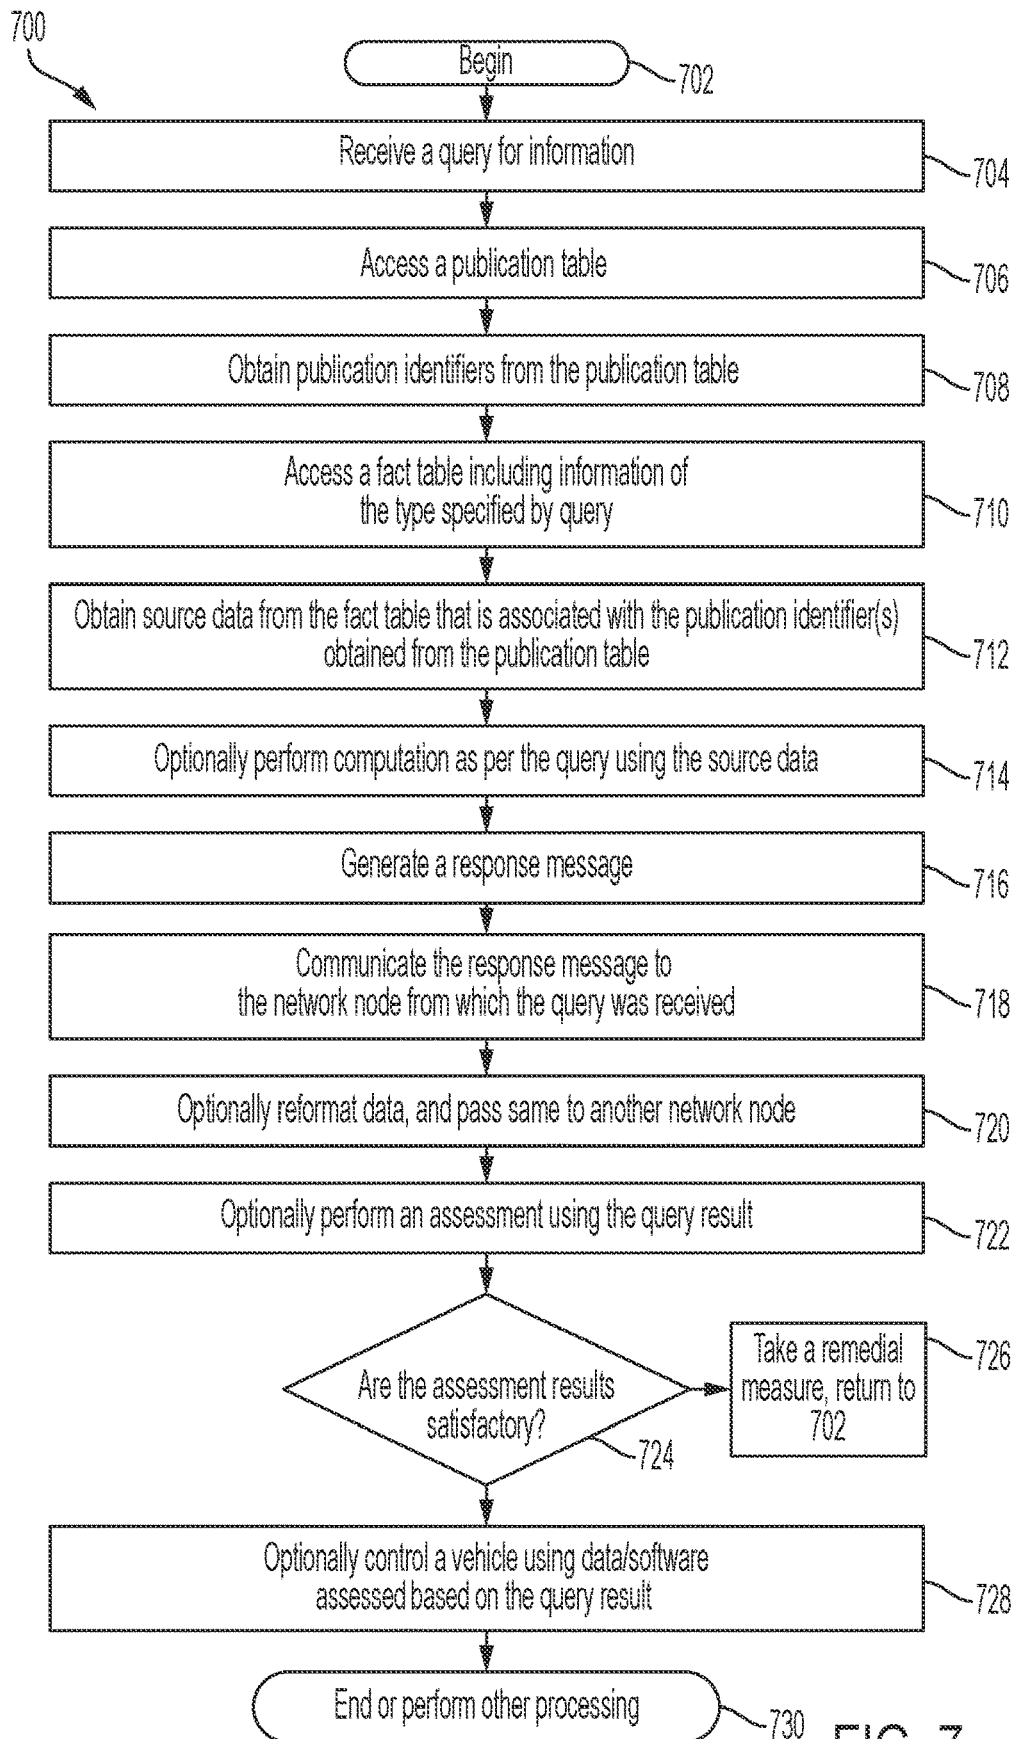 700
Begin
702
Receive a query for information
704
Access a publication table
706
Obtain publication identifiers from the publication table
708
Access a fact table including information of
the type specified by query
710
Obtain source data from the fact table that is associated with the publication identifier(s)
obtained from the publication table
712
Optionally perform computation as per the query using the source data
714
Generate a response message
716
Communicate the response message to
the network node from which the query was received
718
Optionally reformat data, and pass same to another network node
720
Optionally perform an assessment using the query result
722
Are the assessment results
satisfactory?
724
Take a remedial
measure, return to
702
726
Optionally control a vehicle using data/software
assessed based on the query result
728
End or perform other processing
730
FIG. 7